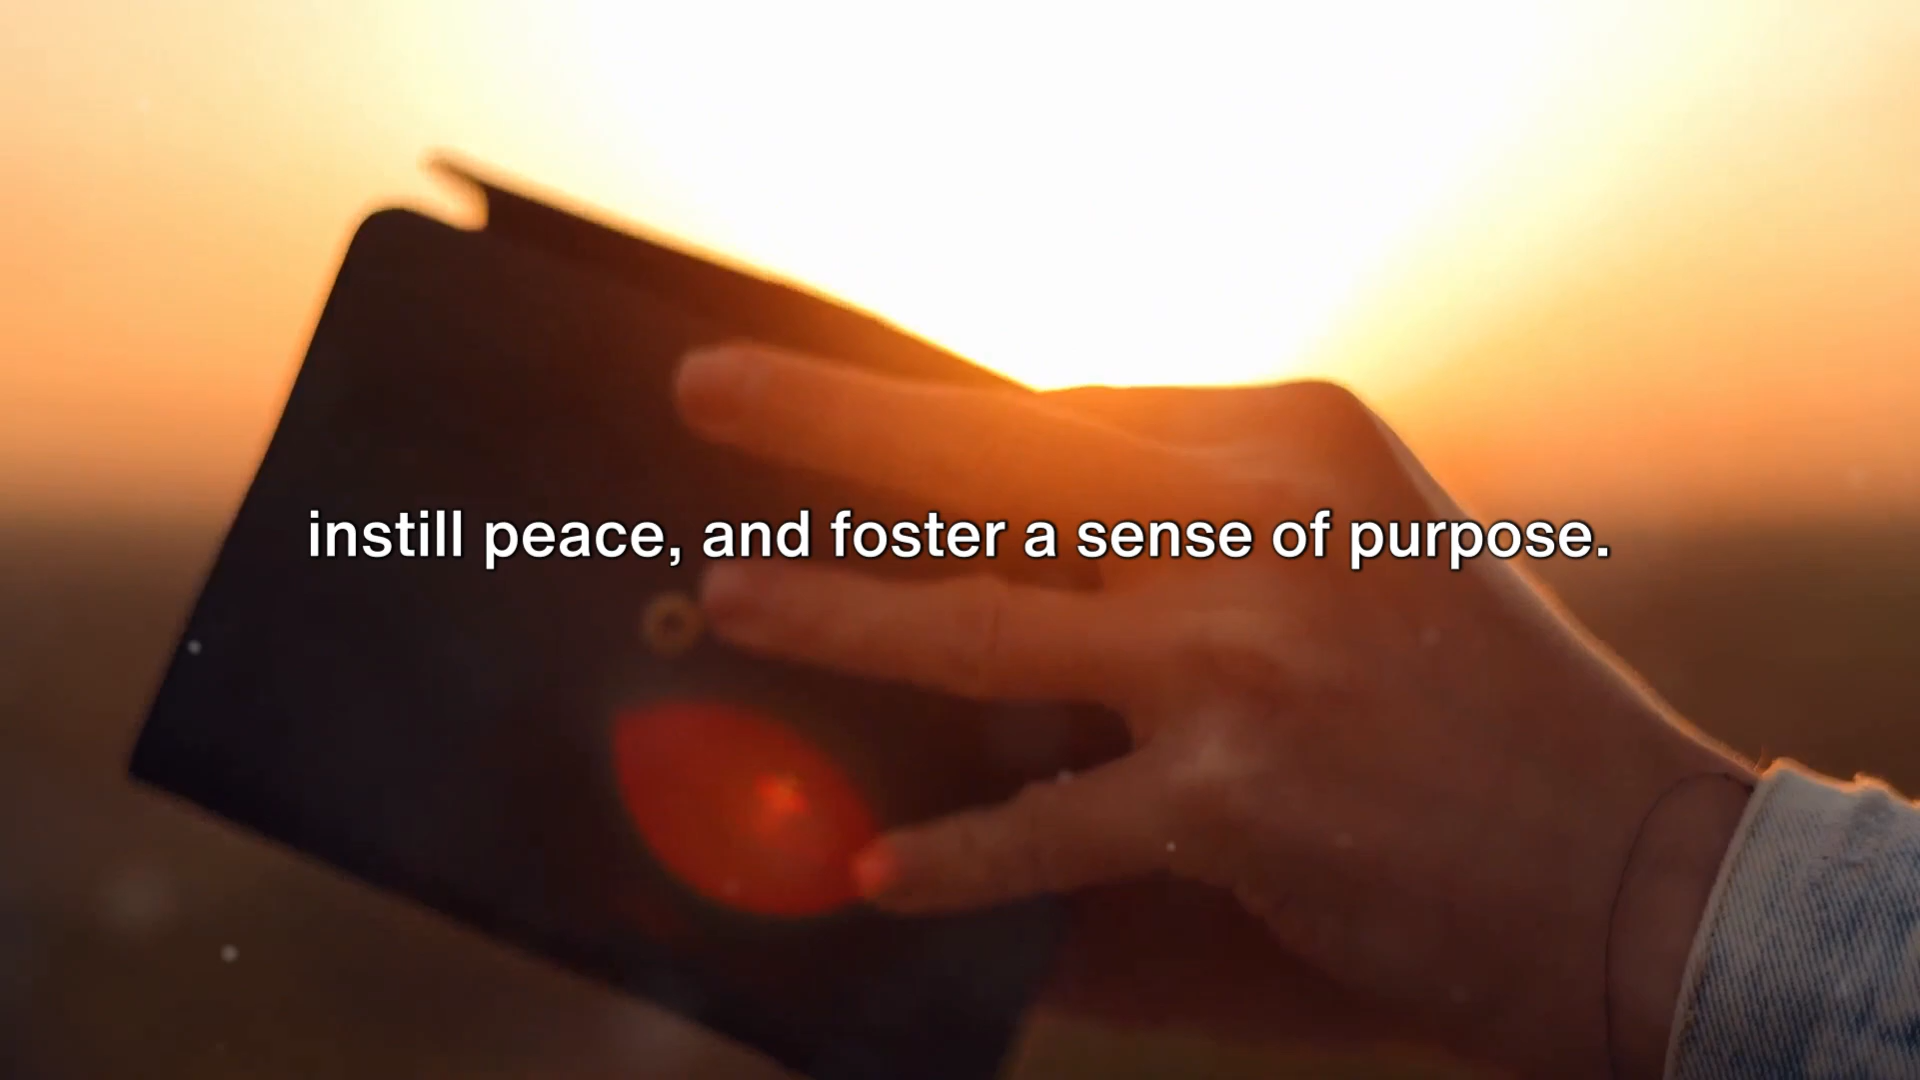 instill peace, and foster a sense of purpose.